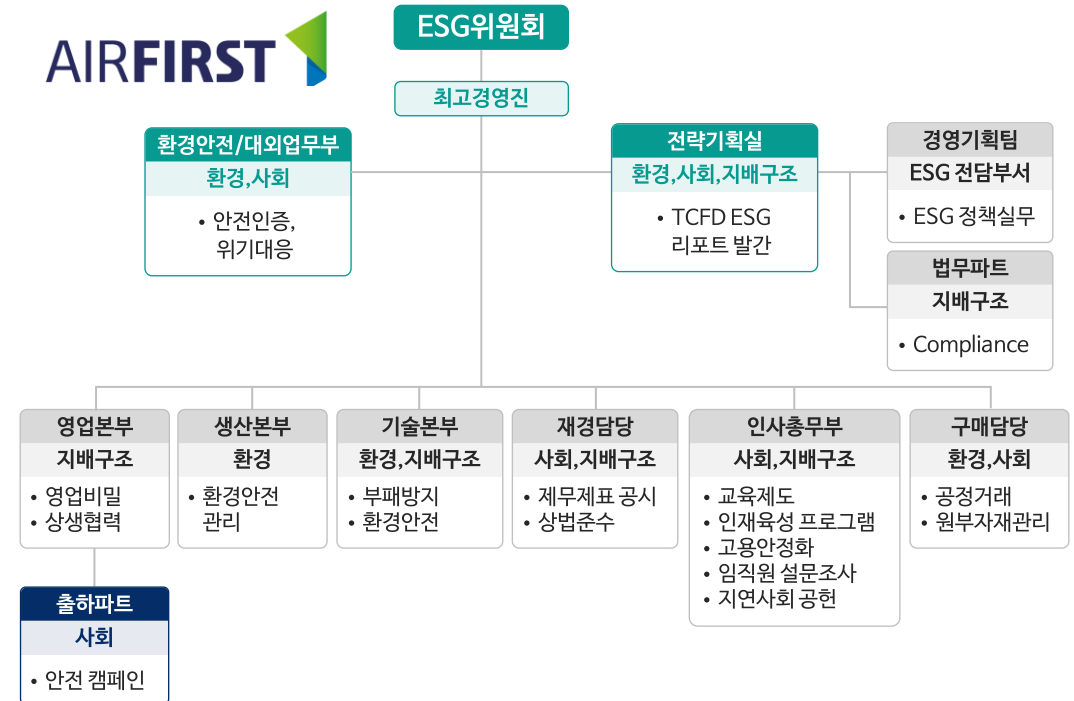 AIRFIRST
ESG위원회
최고경영진
환경안전/대외업무부
환경,사회
• 안전인증,
위기대응
전략기획실
환경,사회,지배구조
• TCFD ESG
리포트 발간
경영기획팀
ESG 전담부서
• ESG 정책실무
법무파트
지배구조
• Compliance
영업본부
지배구조
• 영업비밀
• 상생협력
생산본부
환경
• 환경안전
관리
기술본부
환경,지배구조
• 부패방지
• 환경안전
재경담당
사회,지배구조
• 제무제표 공시
• 상법준수
인사총무부
사회,지배구조
• 교육제도
• 인재육성 프로그램
• 고용안정화
• 임직원 설문조사
• 지연사회 공헌
구매담당
환경,사회
• 공정거래
• 원부자재관리
출하파트
사회
• 안전 캠페인